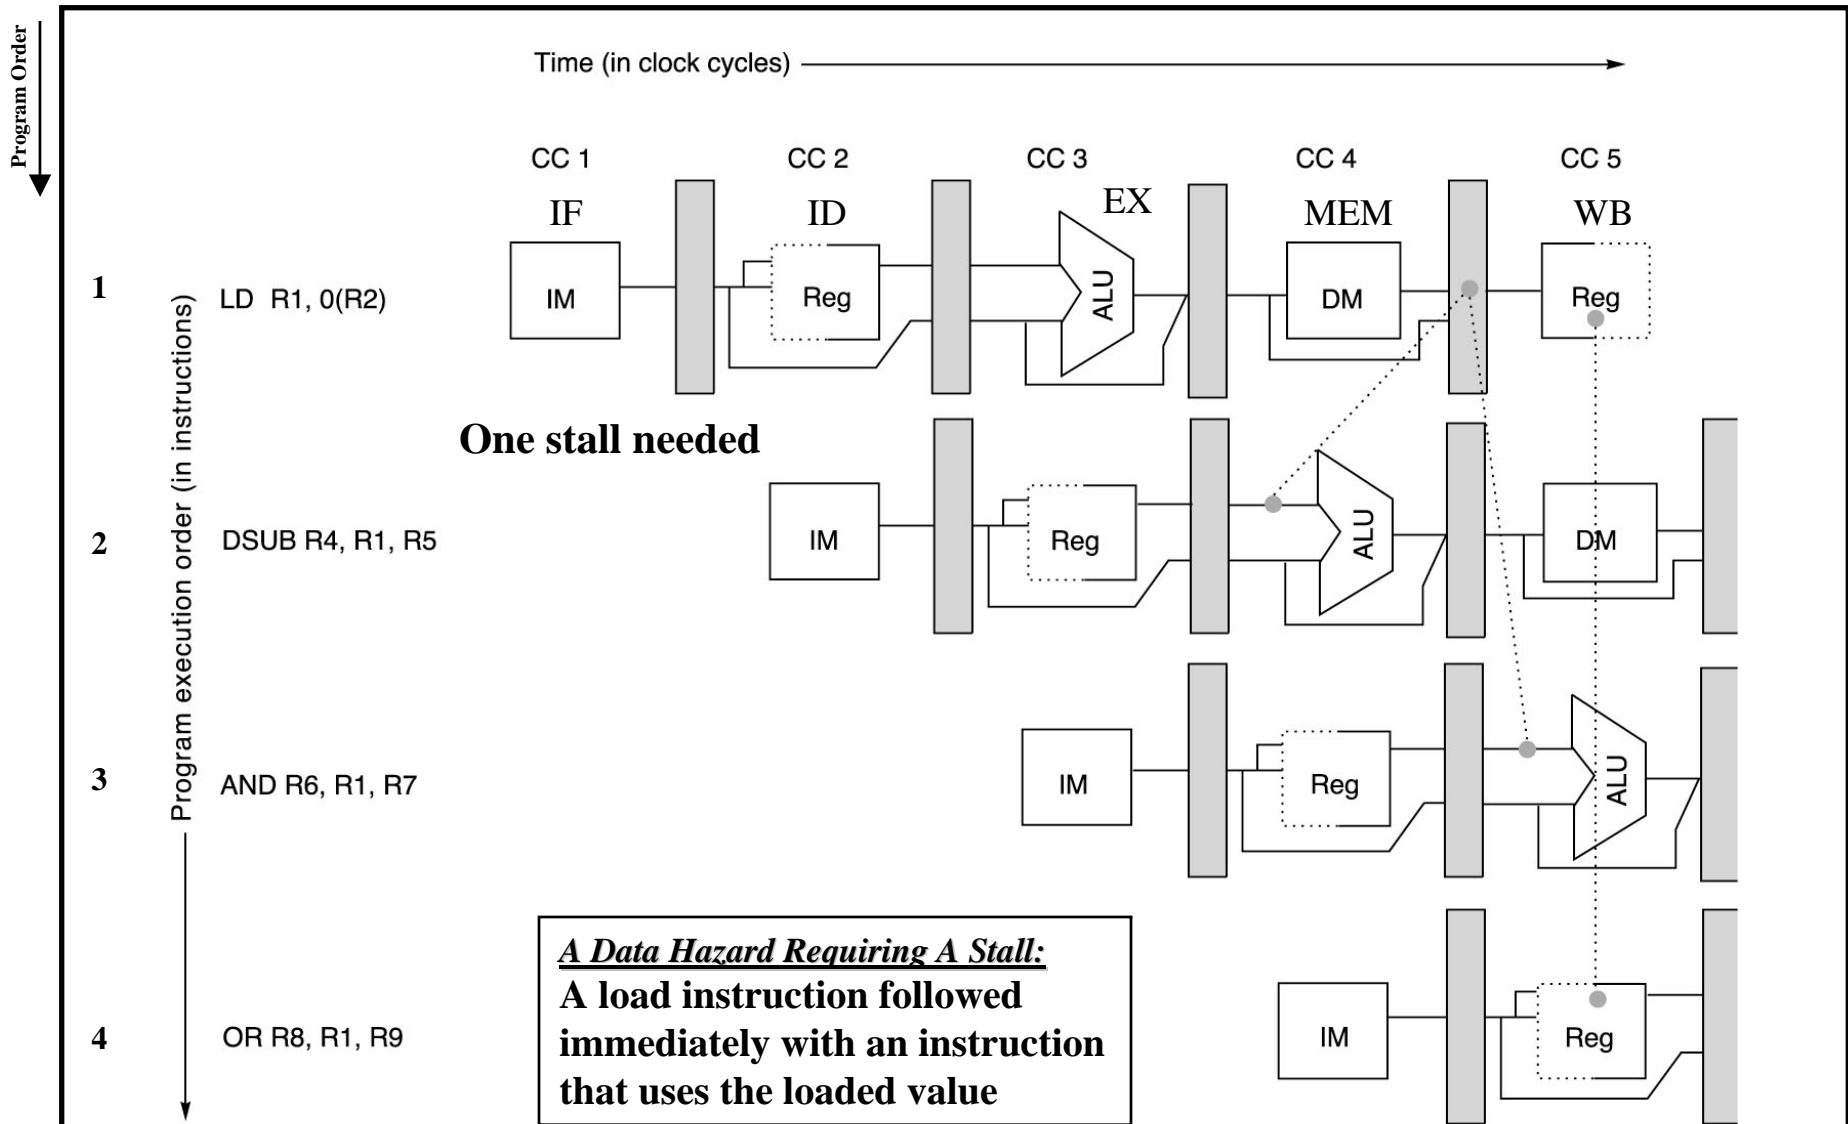 Program Order
Time (in clock cycles)
CC 1 CC 2 CC 3 CC 4 CC 5
IF ID EX MEM WB
Program execution order (in instructions)
1 LD R1, 0(R2) IM Reg ALU DM Reg
One stall needed
2 DSUB R4, R1, R5 IM Reg ALU DM
3 AND R6, R1, R7 IM Reg ALU
A Data Hazard Requiring A Stall:
A load instruction followed
immediately with an instruction
that uses the loaded value
4 OR R8, R1, R9 IM Reg